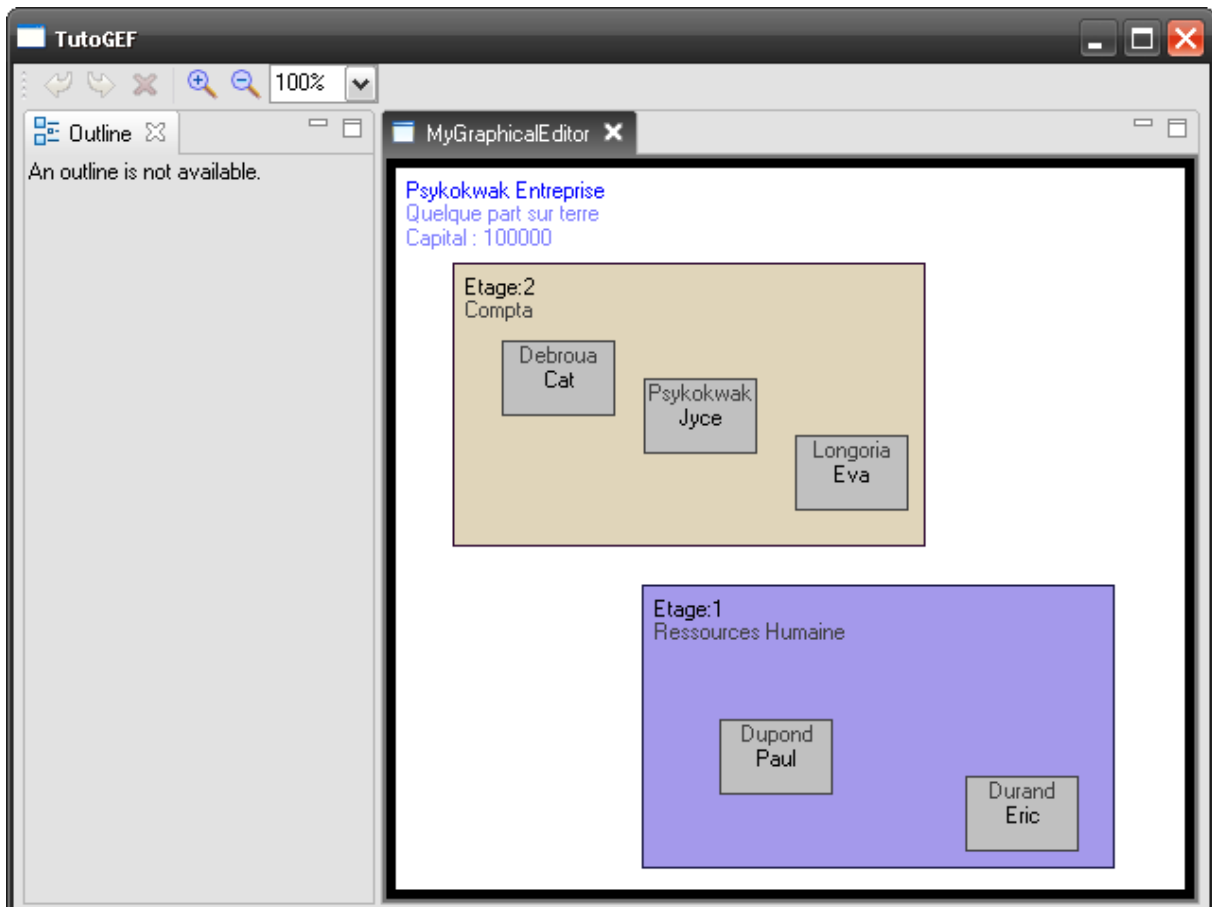 TutoGEF
100%
Outline
An outline is not available.
MyGraphicalEditor
Psykokwak Entreprise
Quelque part sur terre
Capital : 100000
Etage:2
Compta
Debroua
Cat
Psykokwak
Jyce
Longoria
Eva
Etage:1
Ressources Humaine
Dupond
Paul
Durand
Eric